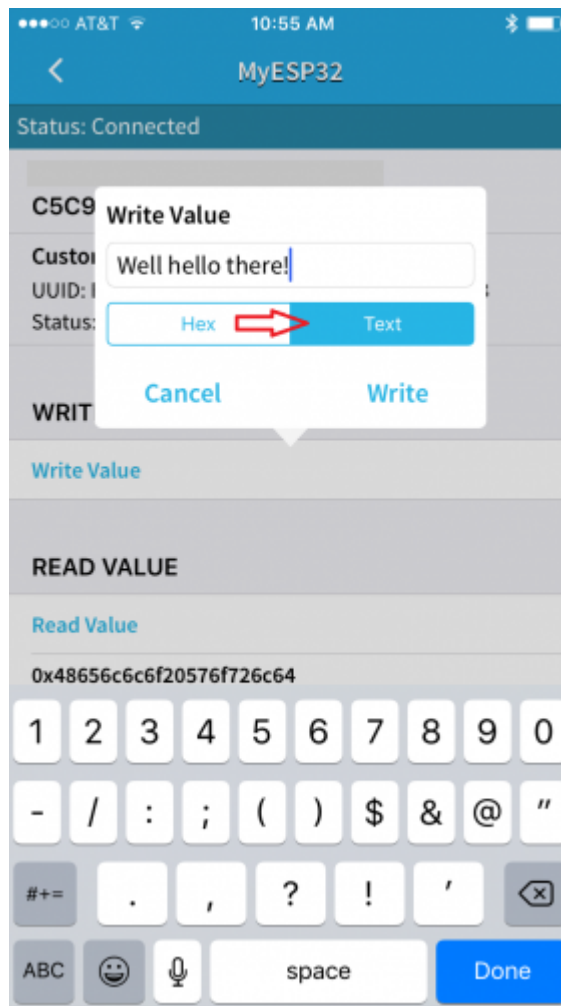 AT&T 10:55 AM
MyESP32
Status: Connected
C5C9
Write Value
Well hello there!
UUID:
Status:
Hex Text
Cancel Write
WRIT
Write Value
READ VALUE
Read Value
0x48656c6c6f20576f726c64
1 2 3 4 5 6 7 8 9 0
- / : ; ( ) $ & @ "
#+= . , ? ! '
ABC space Done